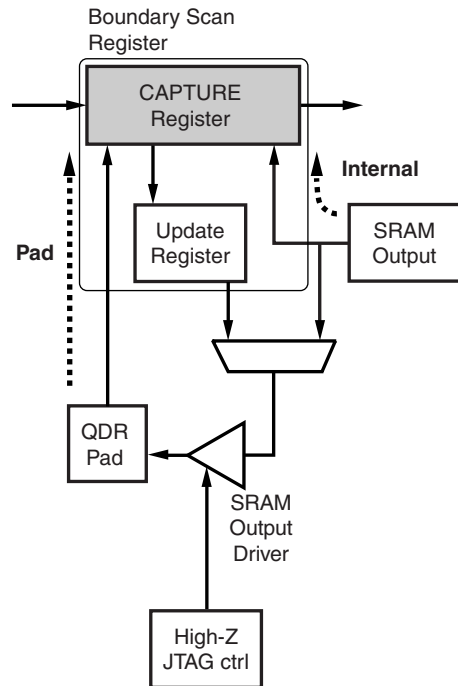 Boundary Scan
Register
CAPTURE
Register
Internal
Pad
Update
Register
SRAM
Output
QDR
Pad
SRAM
Output
Driver
High-Z
JTAG ctrl